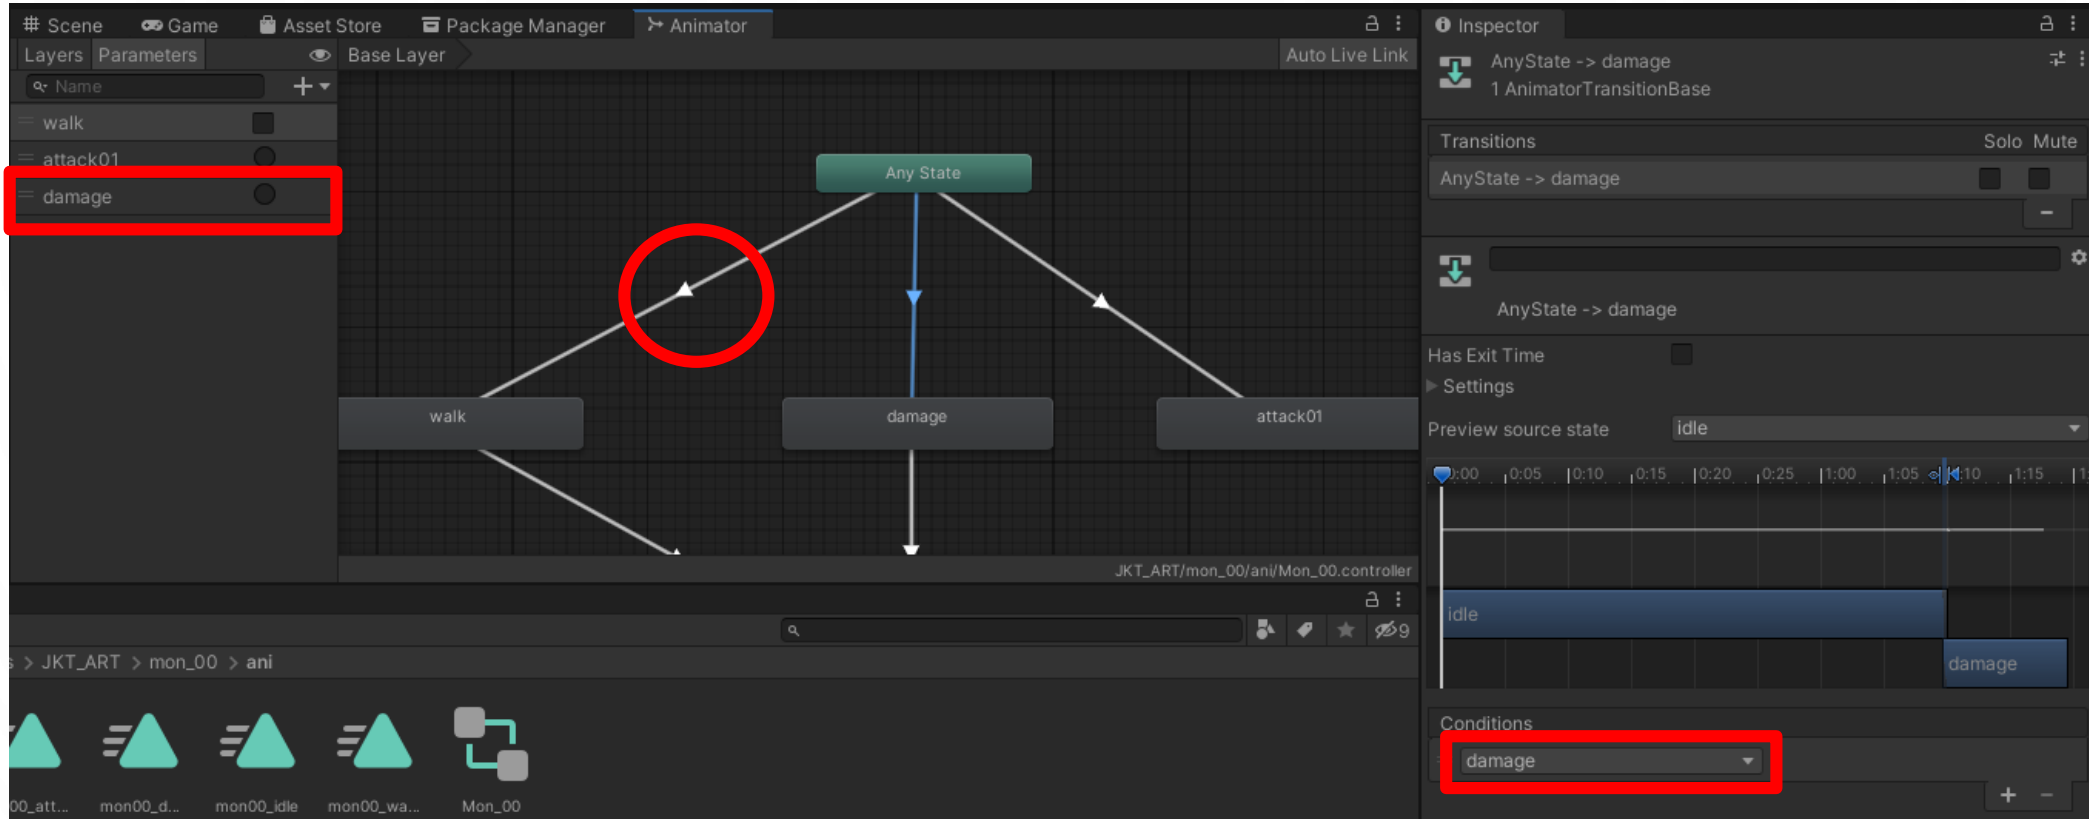 Scene Game Asset Store Package Manager Animator
Layers Parameters Base Layer Auto Live Link
Name
walk
attack01
damage
Any State
walk damage attack01
JKT_ART/mon_00/ani/Mon_00.controller
9
s > JKT_ART > mon_00 > ani
00_att... mon00_d... mon00_idle mon00_wa... Mon_00
Inspector
AnyState -> damage
1 AnimatorTransitionBase
Transitions Solo Mute
AnyState -> damage
AnyState -> damage
Has Exit Time
Settings
Preview source state idle
0:05 0:10 0:15 0:20 0:25 1:00 1:05 1:15
idle
damage
Conditions
damage